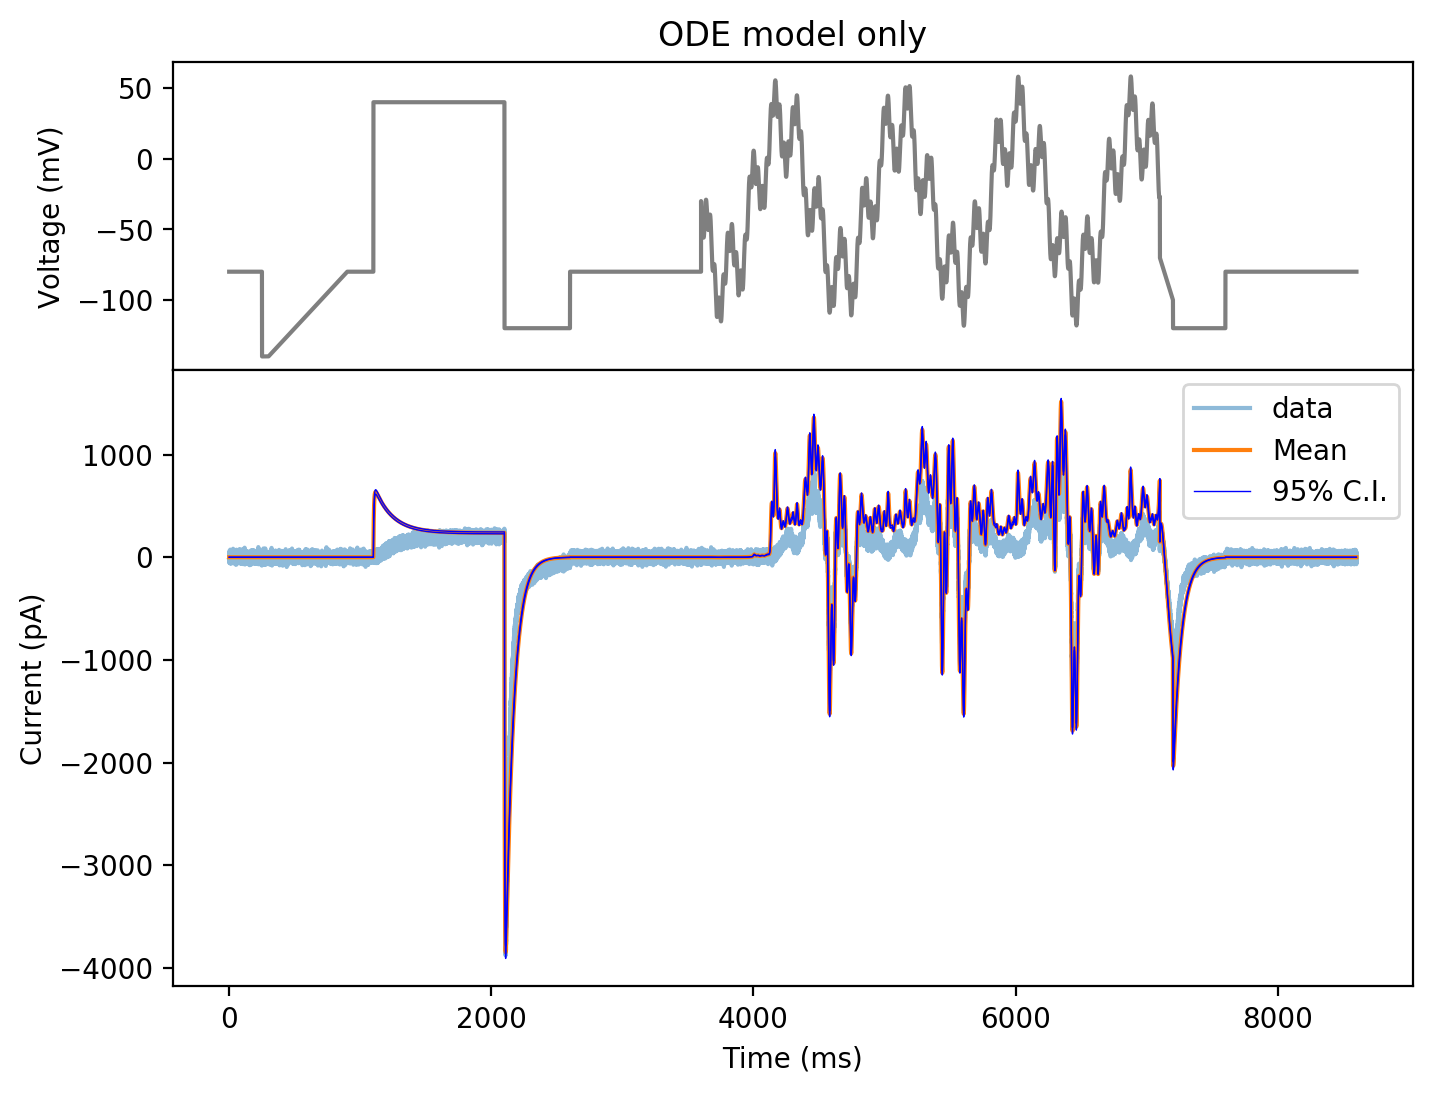 ODE model only
50
0
−50
−100
Voltage (mV)
data
Mean
95% C.I.
1000
0
−1000
−2000
−3000
−4000
Current (pA)
0 2000 4000 6000 8000
Time (ms)